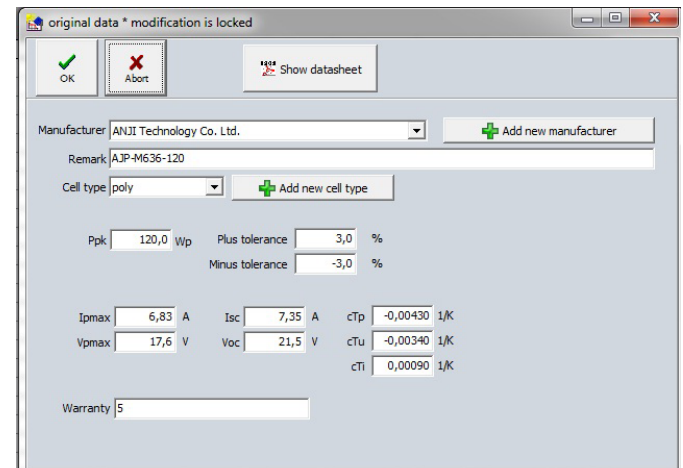 original data * modification is locked
OK
Abort
Show datasheet
Manufacturer ANJI Technology Co. Ltd. Add new manufacturer
Remark AJP-M636-120
Cell type poly Add new cell type
Ppk 120,0 Wp Plus tolerance 3,0 %
Minus tolerance -3,0 %
Ipmax 6,83 A Isc 7,35 A cTp -0,00430 1/K
Vpmax 17,6 V Voc 21,5 V cTu -0,00340 1/K
cTi 0,00090 1/K
Warranty 5